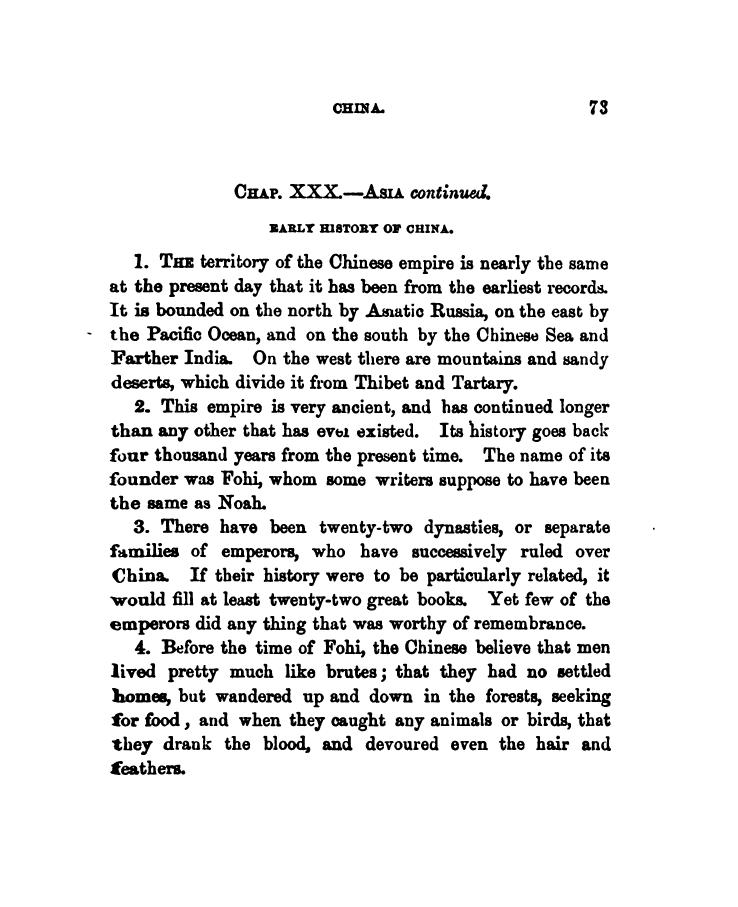 CHINA. 73
CHAP. XXX.—ASIA continued.
EARLY HISTORY OF CHINA.
1. THE territory of the Chinese empire is nearly the same
at the present day that it has been from the earliest records.
It is bounded on the north by Asiatic Russia, on the east by
the Pacific Ocean, and on the south by the Chinese Sea and
Farther India. On the west there are mountains and sandy
deserts, which divide it from Thibet and Tartary.
2. This empire is very ancient, and has continued longer
than any other that has ever existed. Its history goes back
four thousand years from the present time. The name of its
founder was Fohi, whom some writers suppose to have been
the same as Noah.
3. There have been twenty-two dynasties, or separate
families of emperors, who have successively ruled over
China. If their history were to be particularly related, it
would fill at least twenty-two great books. Yet few of the
emperors did any thing that was worthy of remembrance.
4. Before the time of Fohi, the Chinese believe that men
lived pretty much like brutes; that they had no settled
homes, but wandered up and down in the forests, seeking
for food, and when they caught any animals or birds, that
they drank the blood, and devoured even the hair and
feathers.